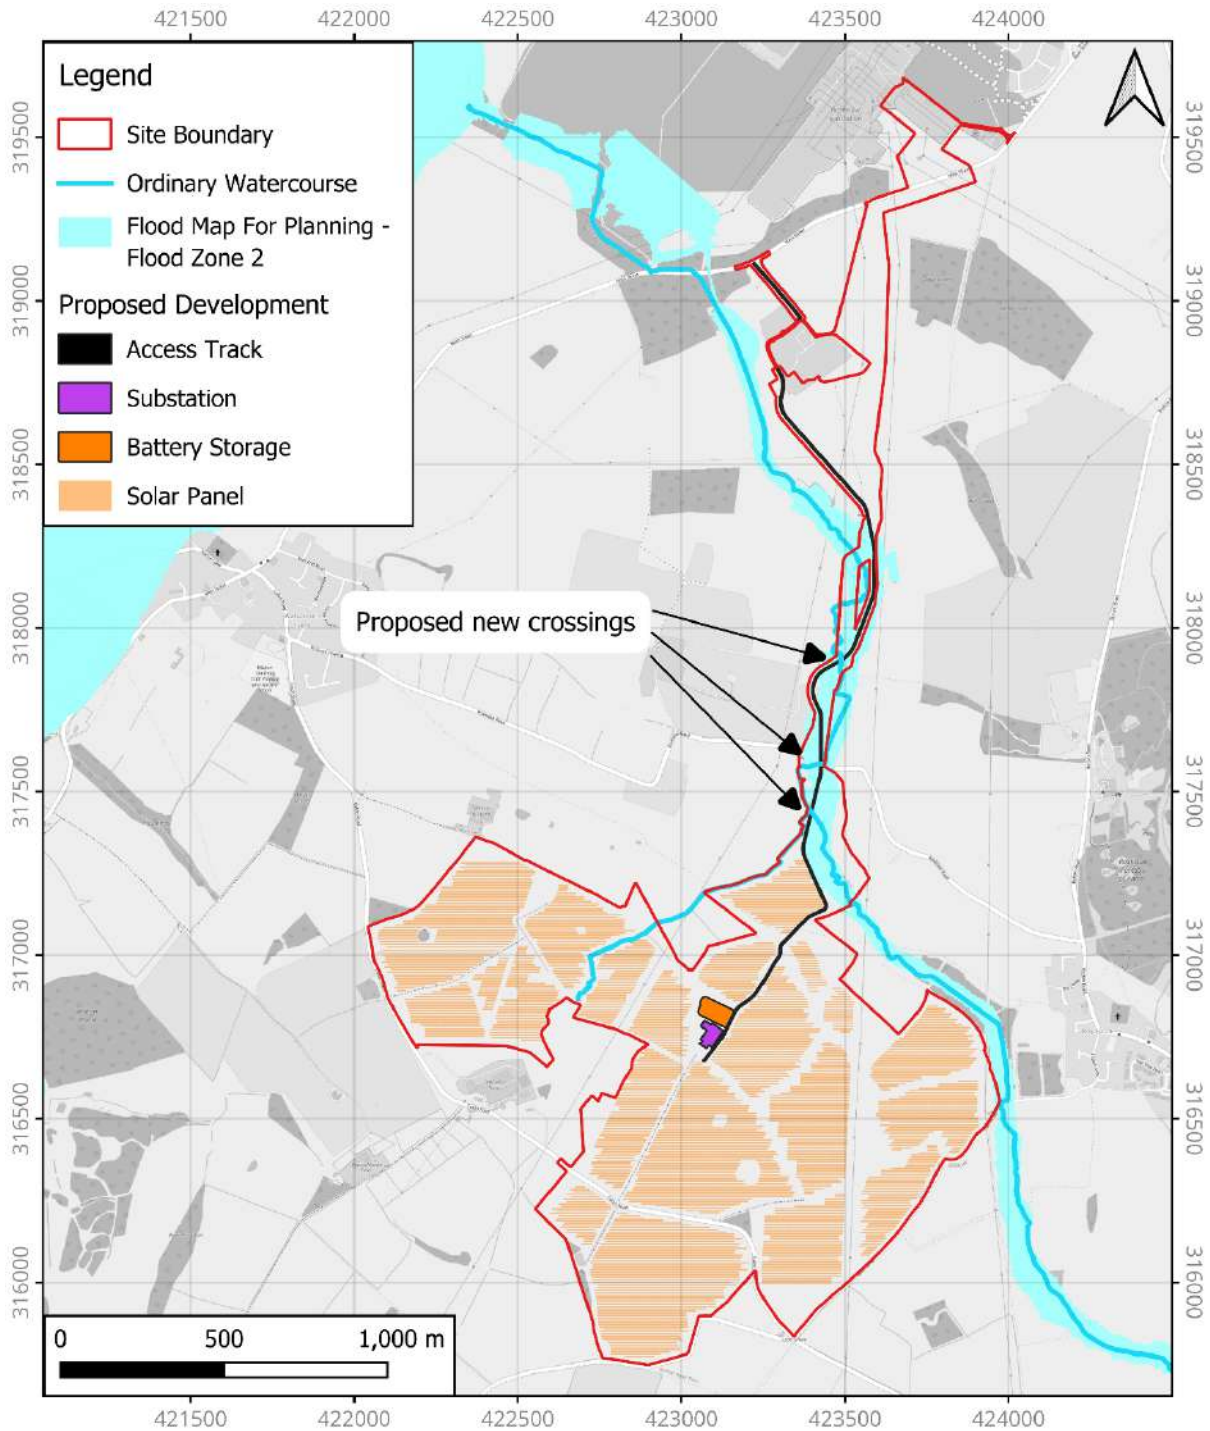 421500 422000 422500 423000 423500 424000
Legend
Site Boundary
Ordinary Watercourse
Flood Map For Planning -
Flood Zone 2
Proposed Development
Access Track
Substation
Battery Storage
Solar Panel
Proposed new crossings
319500
319000
318500
318000
317500
317000
316500
316000
319500
319000
318500
318000
317500
317000
316500
316000
0 500 1,000 m
421500 422000 422500 423000 423500 424000